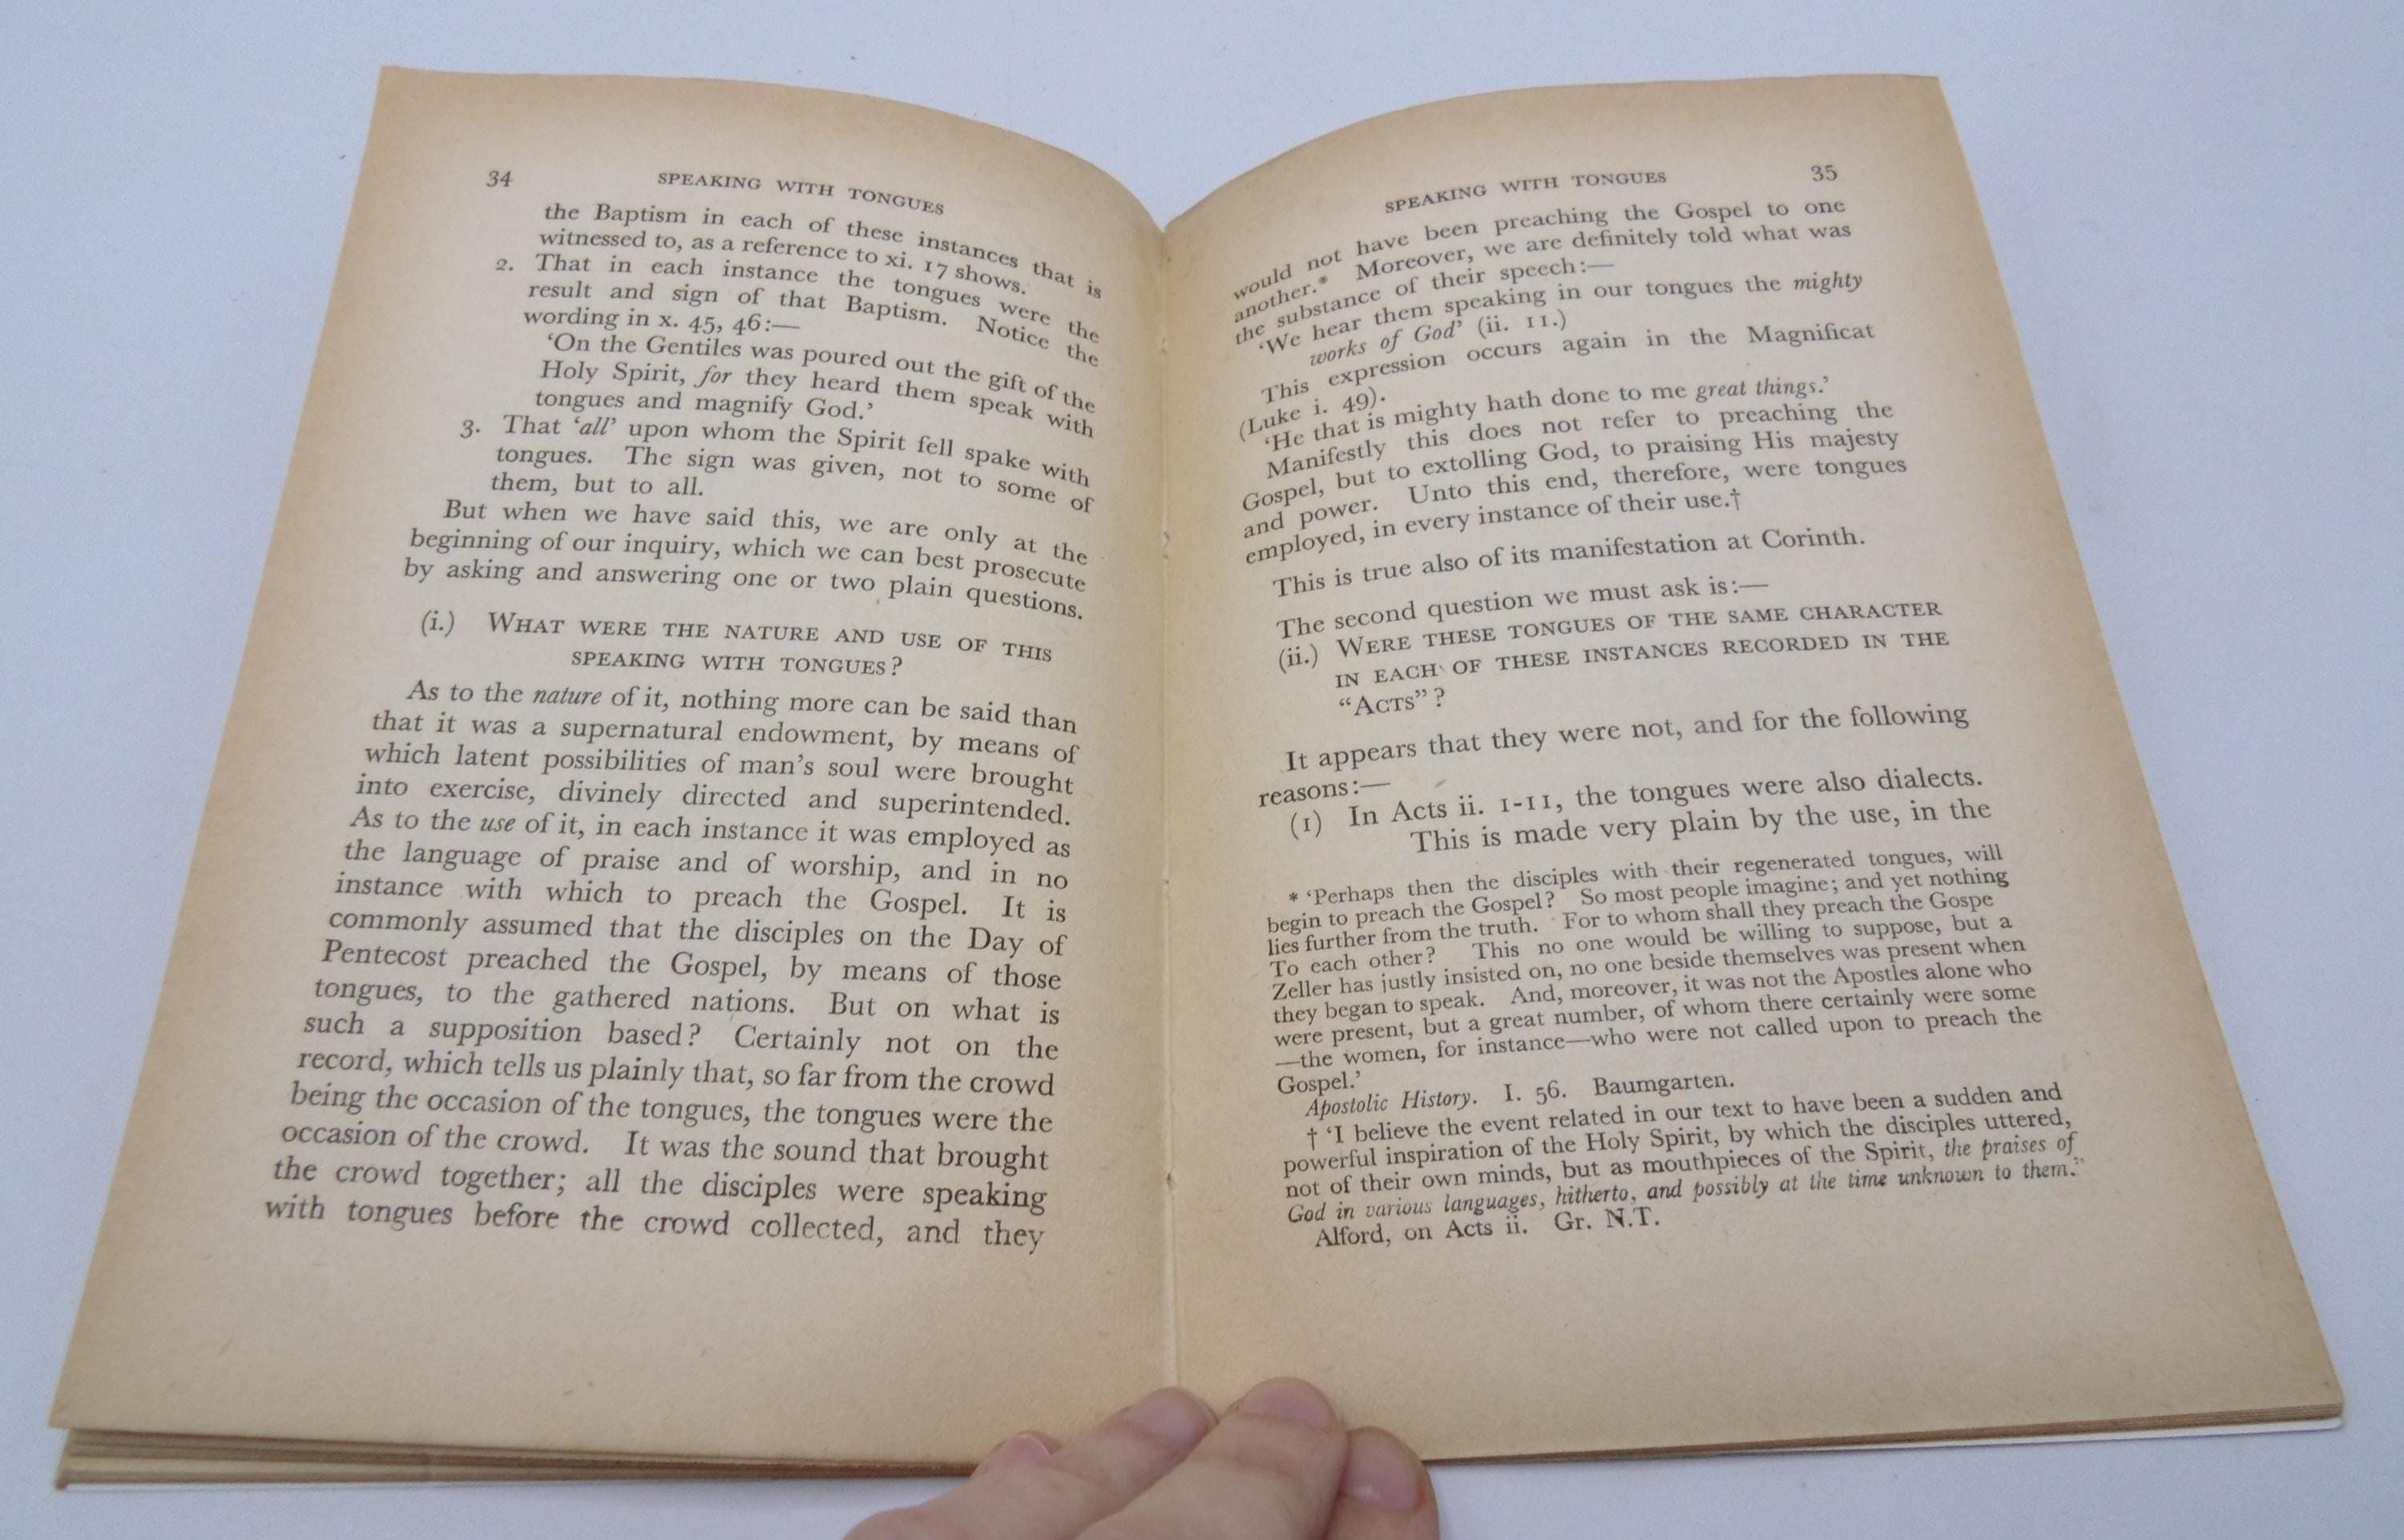 34 SPEAKING WITH TONGUES
the Baptism in each of these instances that is
witnessed to, as a reference to xi. 17 shows.
2. That in each instance the tongues were the
result and sign of that Baptism. Notice the
wording in x. 45, 46:—
‘On the Gentiles was poured out the gift of the
Holy Spirit, for they heard them speak with
tongues and magnify God.’
3. That ‘all’ upon whom the Spirit fell spake with
tongues. The sign was given, not to some of
them, but to all.
But when we have said this, we are only at the
beginning of our inquiry, which we can best prosecute
by asking and answering one or two plain questions.
(i.) WHAT WERE THE NATURE AND USE OF THIS
SPEAKING WITH TONGUES?
As to the nature of it, nothing more can be said than
that it was a supernatural endowment, by means of
which latent possibilities of man’s soul were brought
into exercise, divinely directed and superintended.
As to the use of it, in each instance it was employed as
the language of praise and of worship, and in no
instance with which to preach the Gospel. It is
commonly assumed that the disciples on the Day of
Pentecost preached the Gospel, by means of those
tongues, to the gathered nations. But on what is
such a supposition based? Certainly not on the
record, which tells us plainly that, so far from the crowd
being the occasion of the tongues, the tongues were the
occasion of the crowd. It was the sound that brought
the crowd together; all the disciples were speaking
with tongues before the crowd collected, and they
SPEAKING WITH TONGUES 35
would not have been preaching the Gospel to one
another.* Moreover, we are definitely told what was
the substance of their speech:—
‘We hear them speaking in our tongues the mighty
works of God’ (ii. 11.)
This expression occurs again in the Magnificat
(Luke i. 49).
‘He that is mighty hath done to me great things.’
Manifestly this does not refer to preaching the
Gospel, but to extolling God, to praising His majesty
and power. Unto this end, therefore, were tongues
employed, in every instance of their use.†
This is true also of its manifestation at Corinth.
The second question we must ask is:—
(ii.) WERE THESE TONGUES OF THE SAME CHARACTER
IN EACH OF THESE INSTANCES RECORDED IN THE
“ACTS”?
It appears that they were not, and for the following
reasons:—
(1) In Acts ii. 1-11, the tongues were also dialects.
This is made very plain by the use, in the
* ‘Perhaps then the disciples with their regenerated tongues, will
begin to preach the Gospel? So most people imagine; and yet nothing
lies further from the truth. For to whom shall they preach the Gospe
To each other? This no one would be willing to suppose, but a
Zeller has justly insisted on, no one beside themselves was present when
they began to speak. And, moreover, it was not the Apostles alone who
were present, but a great number, of whom there certainly were some
—the women, for instance—who were not called upon to preach the
Gospel.’
Apostolic History. I. 56. Baumgarten.
† ‘I believe the event related in our text to have been a sudden and
powerful inspiration of the Holy Spirit, by which the disciples uttered,
not of their own minds, but as mouthpieces of the Spirit, the praises of
God in various languages, hitherto, and possibly at the time unknown to them.’
Alford, on Acts ii. Gr. N.T.